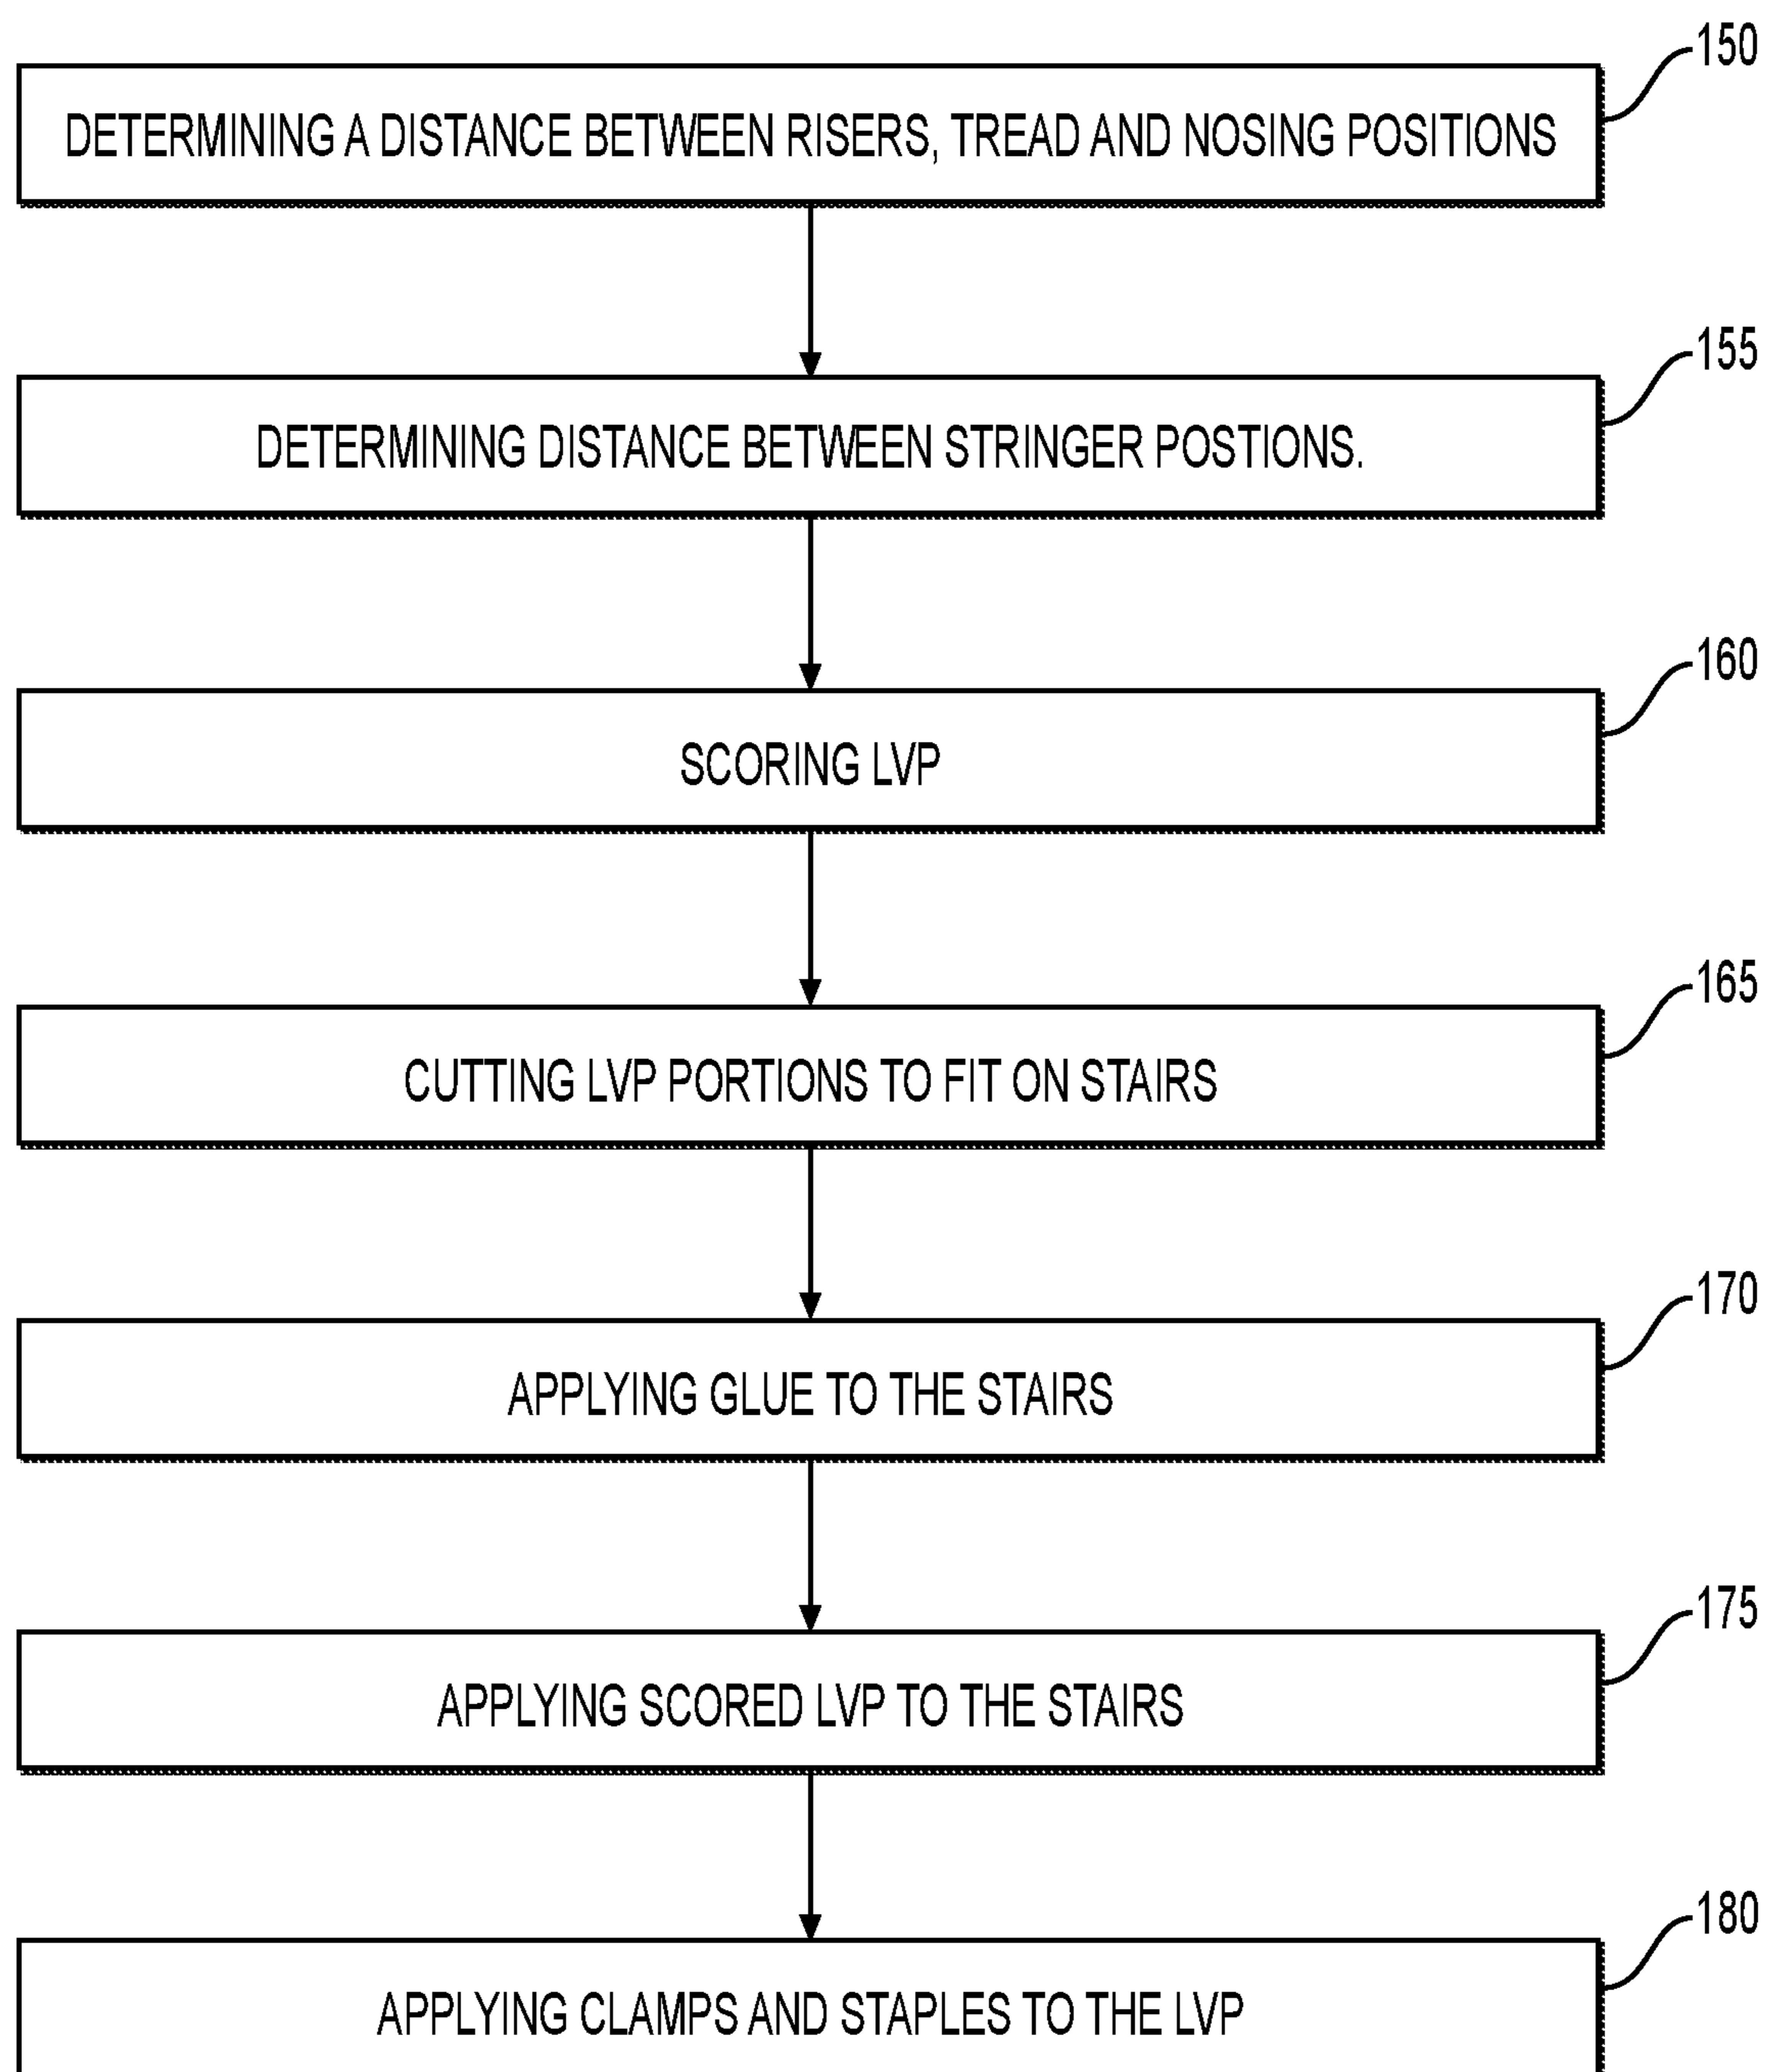 150
DETERMINING A DISTANCE BETWEEN RISERS, TREAD AND NOSING POSITIONS
155
DETERMINING DISTANCE BETWEEN STRINGER POSTIONS.
160
SCORING LVP
165
CUTTING LVP PORTIONS TO FIT ON STAIRS
170
APPLYING GLUE TO THE STAIRS
175
APPLYING SCORED LVP TO THE STAIRS
180
APPLYING CLAMPS AND STAPLES TO THE LVP